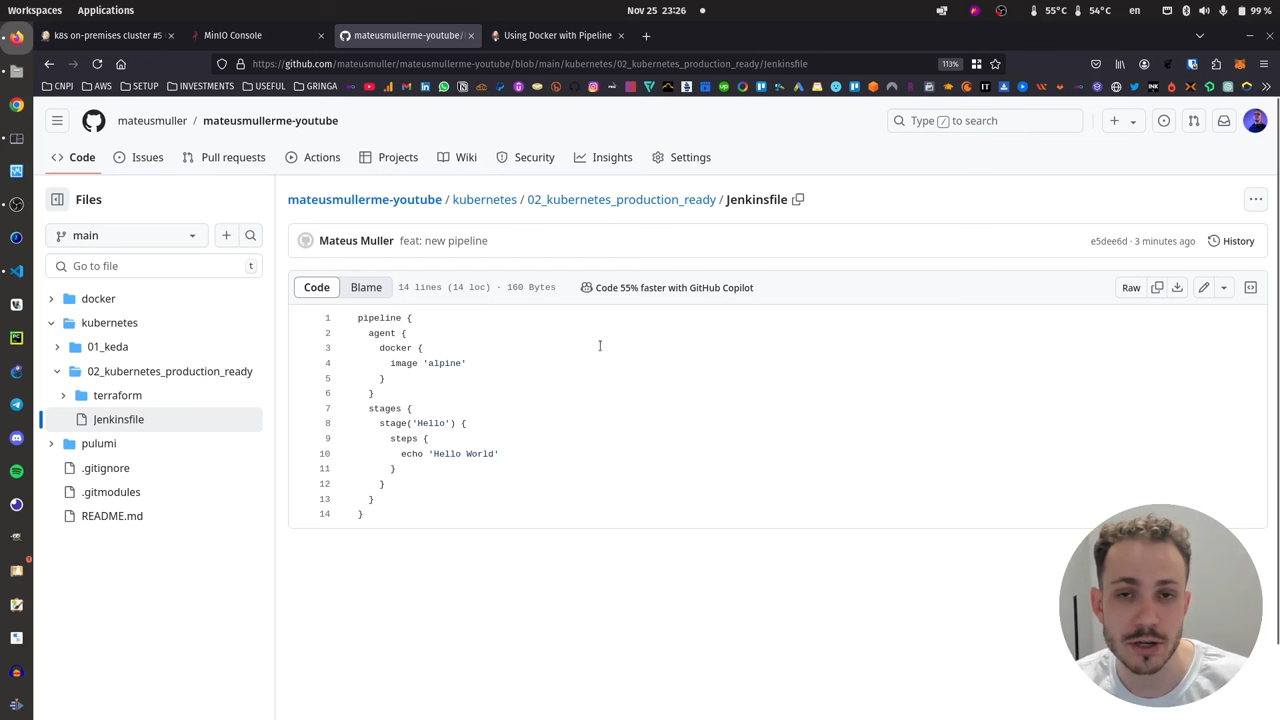 Workspaces Applications Nov 25 23:26 55°C 54°C en 99 %
k8s on-premises cluster #5 MinIO Console mateusmullerme-youtube/ Using Docker with Pipeline
https://github.com/mateusmuller/mateusmullerme-youtube/blob/main/kubernetes/02_kubernetes_production_ready/Jenkinsfile 113%
CNPJ AWS SETUP INVESTMENTS USEFUL GRINGA
mateusmuller / mateusmullerme-youtube Type / to search
Code Issues Pull requests Actions Projects Wiki Security Insights Settings
Files
main
Go to file t
docker
kubernetes
01_keda
02_kubernetes_production_ready
terraform
Jenkinsfile
pulumi
.gitignore
.gitmodules
README.md
mateusmullerme-youtube / kubernetes / 02_kubernetes_production_ready / Jenkinsfile
Mateus Muller feat: new pipeline e5dee6d · 3 minutes ago History
Code Blame 14 lines (14 loc) · 160 Bytes Code 55% faster with GitHub Copilot Raw
1 pipeline {
2 agent {
3 docker {
4 image 'alpine'
5 }
6 }
7 stages {
8 stage('Hello') {
9 steps {
10 echo 'Hello World'
11 }
12 }
13 }
14 }